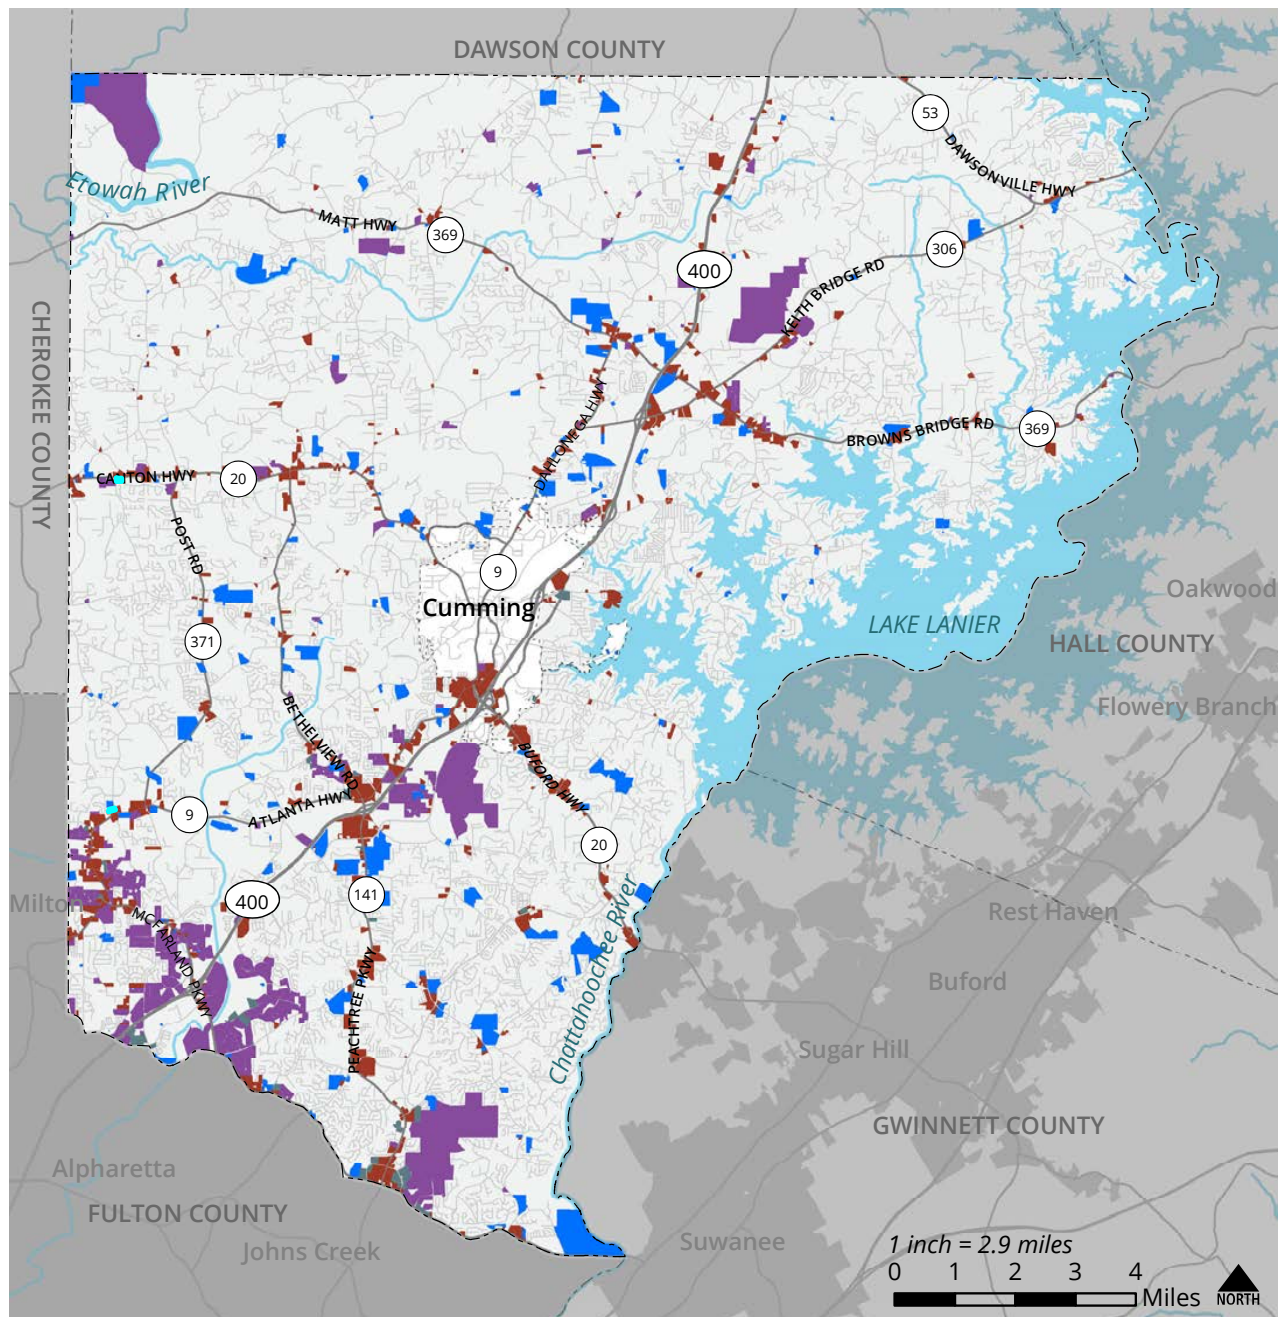 DAWSON COUNTY
53
DAWSONVILLE HWY
Etowah River
MATT HWY
369
306
400
KEITH BRIDGE RD
CHEROKEE COUNTY
DAHLONEGA HWY
BROWNS BRIDGE RD
369
CANTON HWY
20
POST RD
9
Cumming
Oakwood
LAKE LANIER
HALL COUNTY
371
Flowery Branch
BETHELVIEW RD
BUFORD HWY
ATLANTA HWY
9
20
400
141
Milton
MCFARLAND PKWY
Rest Haven
PEACHTREE PKWY
Chattahoochee River
Buford
Sugar Hill
GWINNETT COUNTY
Alpharetta
FULTON COUNTY
Johns Creek
Suwanee
1 inch = 2.9 miles
0 1 2 3 4
Miles
NORTH